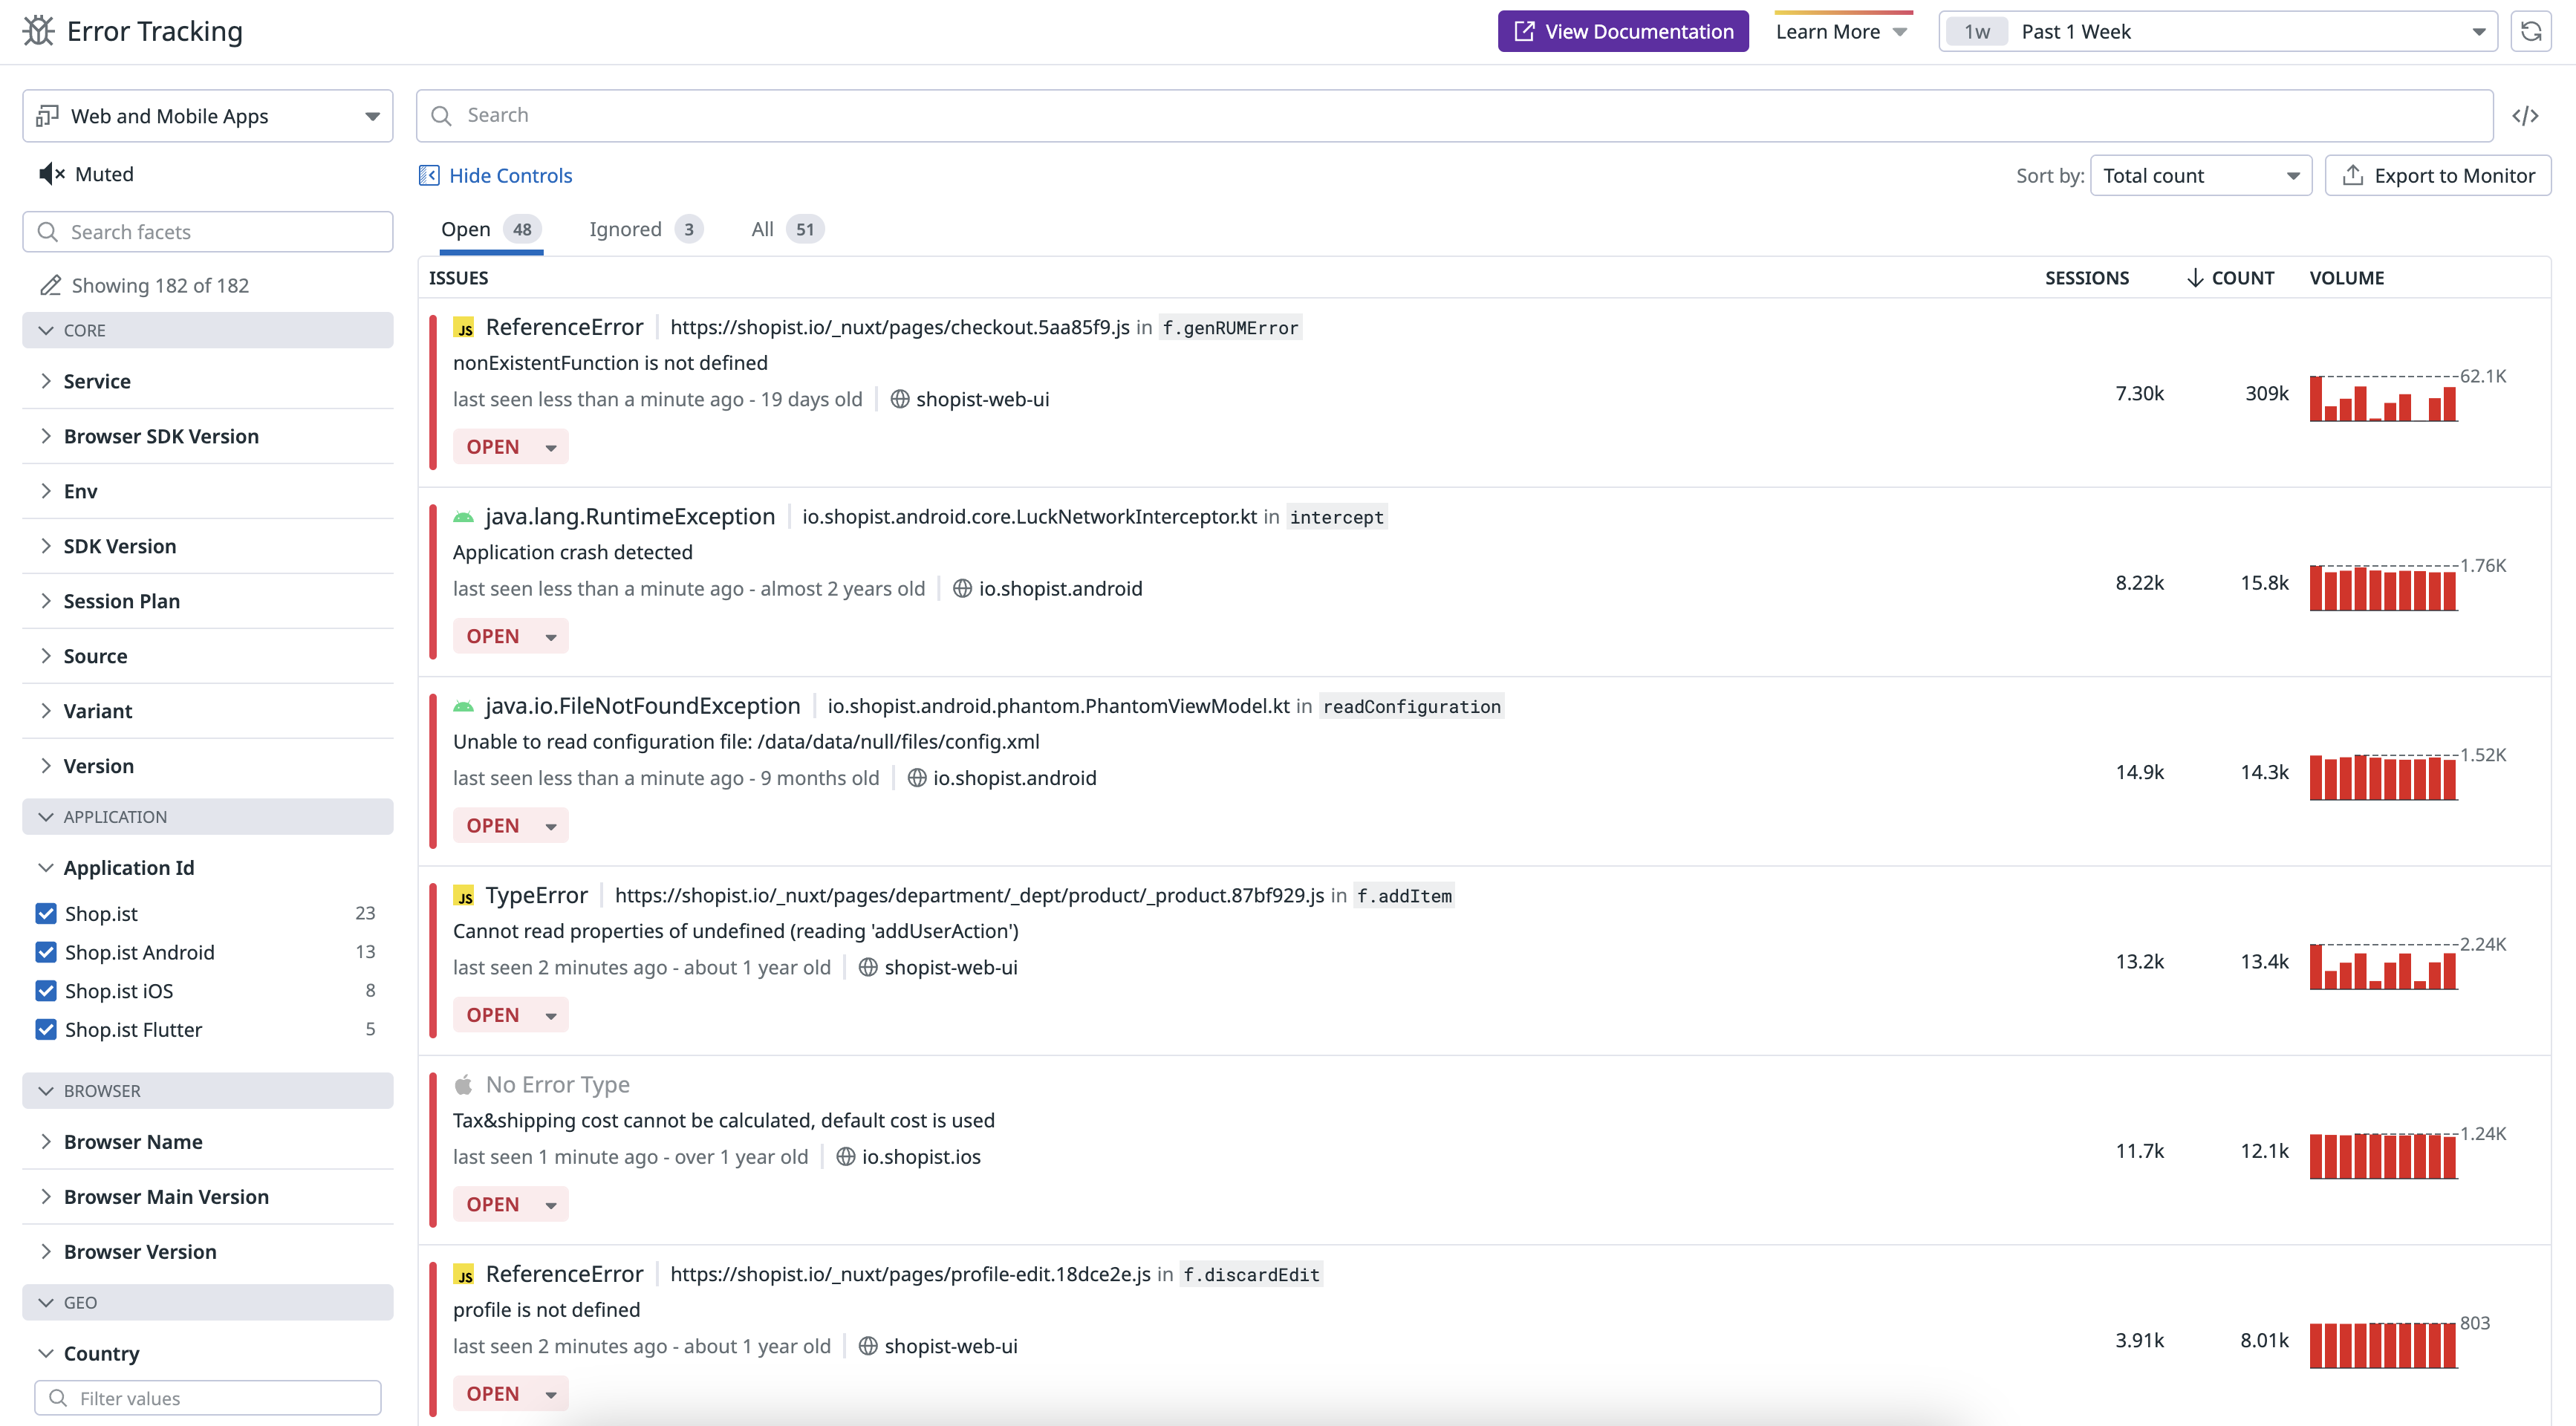 Error Tracking
View Documentation
Learn More
1w Past 1 Week
Web and Mobile Apps
Search
</>
Muted
Hide Controls
Sort by: Total count
Export to Monitor
Search facets
Open 48
Ignored 3
All 51
Showing 182 of 182
ISSUES SESSIONS COUNT VOLUME
CORE
Service
Browser SDK Version
Env
SDK Version
Session Plan
Source
Variant
Version
APPLICATION
Application Id
Shop.ist 23
Shop.ist Android 13
Shop.ist iOS 8
Shop.ist Flutter 5
BROWSER
Browser Name
Browser Main Version
Browser Version
GEO
Country
Filter values
JS ReferenceError https://shopist.io/_nuxt/pages/checkout.5aa85f9.js in f.genRUMError
nonExistentFunction is not defined
last seen less than a minute ago - 19 days old shopist-web-ui
OPEN
7.30k 309k 62.1K
java.lang.RuntimeException io.shopist.android.core.LuckNetworkInterceptor.kt in intercept
Application crash detected
last seen less than a minute ago - almost 2 years old io.shopist.android
OPEN
8.22k 15.8k 1.76K
java.io.FileNotFoundException io.shopist.android.phantom.PhantomViewModel.kt in readConfiguration
Unable to read configuration file: /data/data/null/files/config.xml
last seen less than a minute ago - 9 months old io.shopist.android
OPEN
14.9k 14.3k 1.52K
JS TypeError https://shopist.io/_nuxt/pages/department/_dept/product/_product.87bf929.js in f.addItem
Cannot read properties of undefined (reading 'addUserAction')
last seen 2 minutes ago - about 1 year old shopist-web-ui
OPEN
13.2k 13.4k 2.24K
No Error Type
Tax&shipping cost cannot be calculated, default cost is used
last seen 1 minute ago - over 1 year old io.shopist.ios
OPEN
11.7k 12.1k 1.24K
JS ReferenceError https://shopist.io/_nuxt/pages/profile-edit.18dce2e.js in f.discardEdit
profile is not defined
last seen 2 minutes ago - about 1 year old shopist-web-ui
OPEN
3.91k 8.01k 803